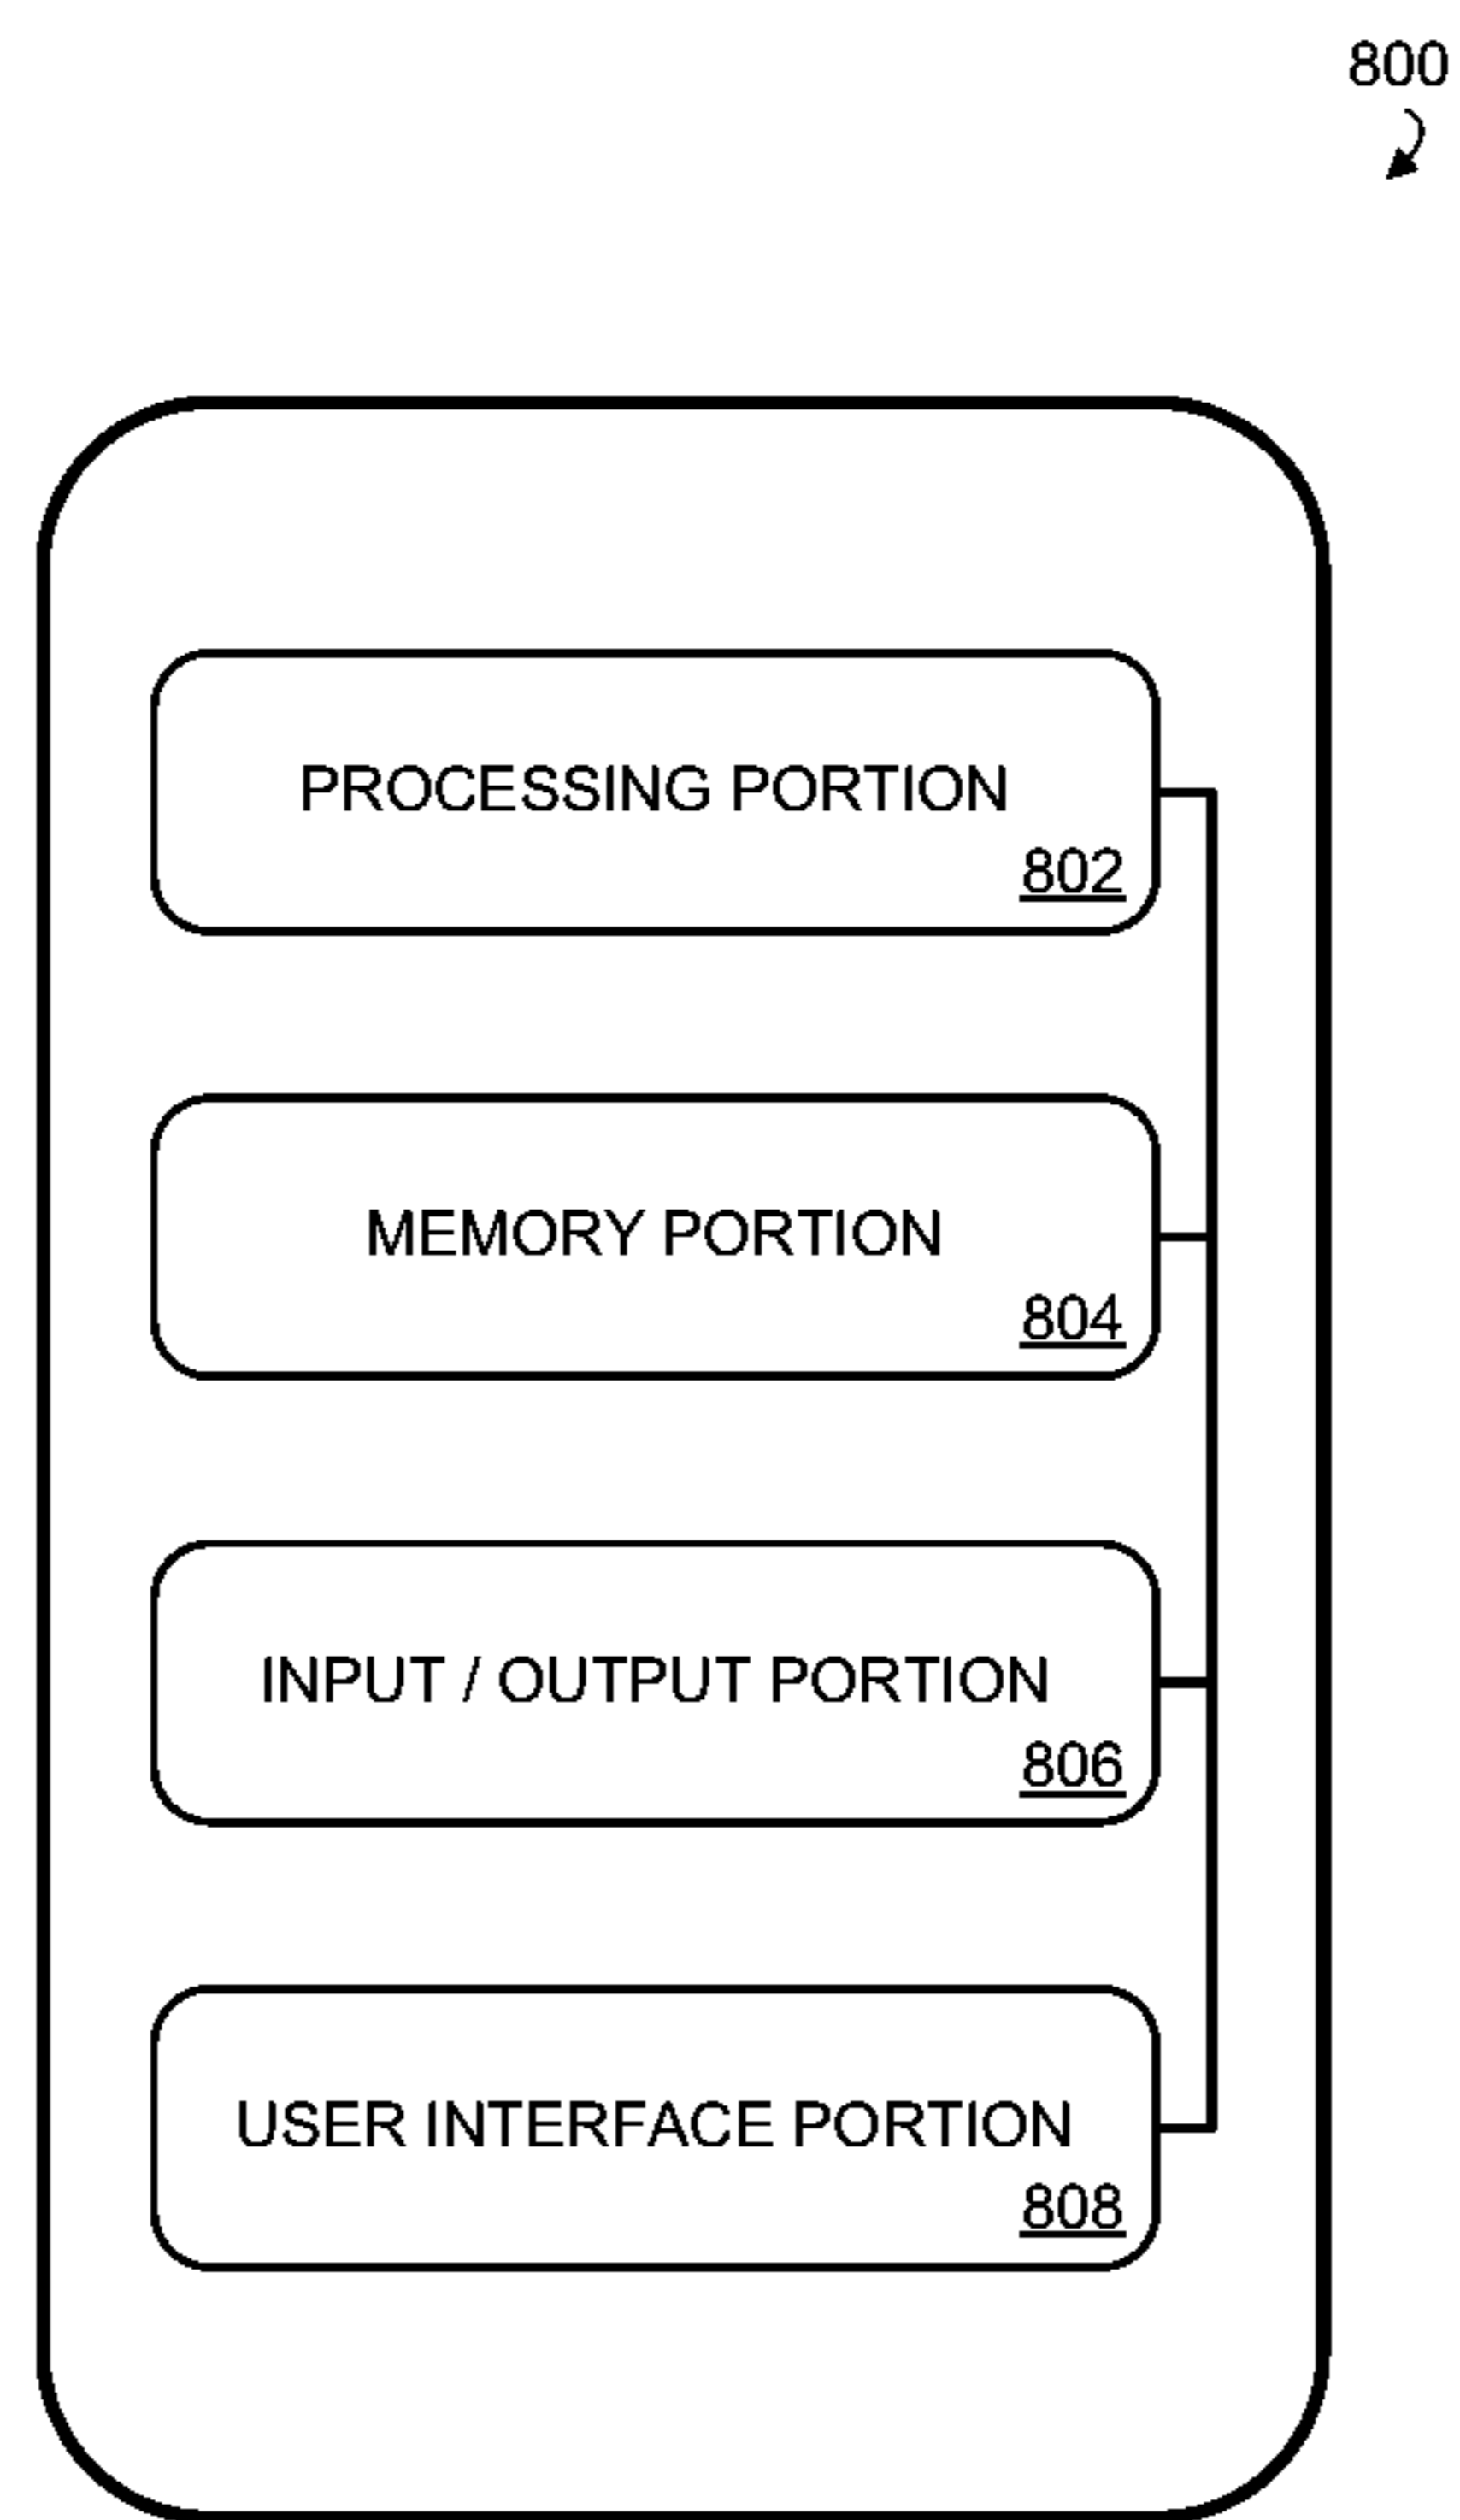 800
PROCESSING PORTION
802
MEMORY PORTION
804
INPUT / OUTPUT PORTION
806
USER INTERFACE PORTION
808